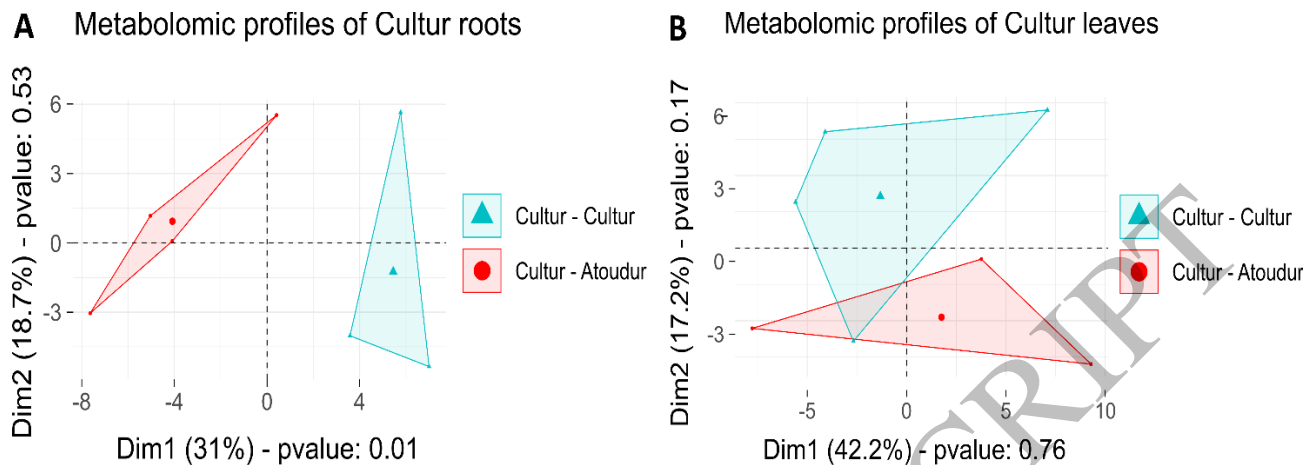 A Metabolomic profiles of Cultur roots
Dim2 (18.7%) - pvalue: 0.53
6
3
0
-3
-8
-4
0
4
Dim1 (31%) - pvalue: 0.01
Cultur - Cultur
Cultur - Atoudur
B Metabolomic profiles of Cultur leaves
Dim2 (17.2%) - pvalue: 0.17
6
3
0
-3
-5
0
5
10
Dim1 (42.2%) - pvalue: 0.76
Cultur - Cultur
Cultur - Atoudur
CRIPT